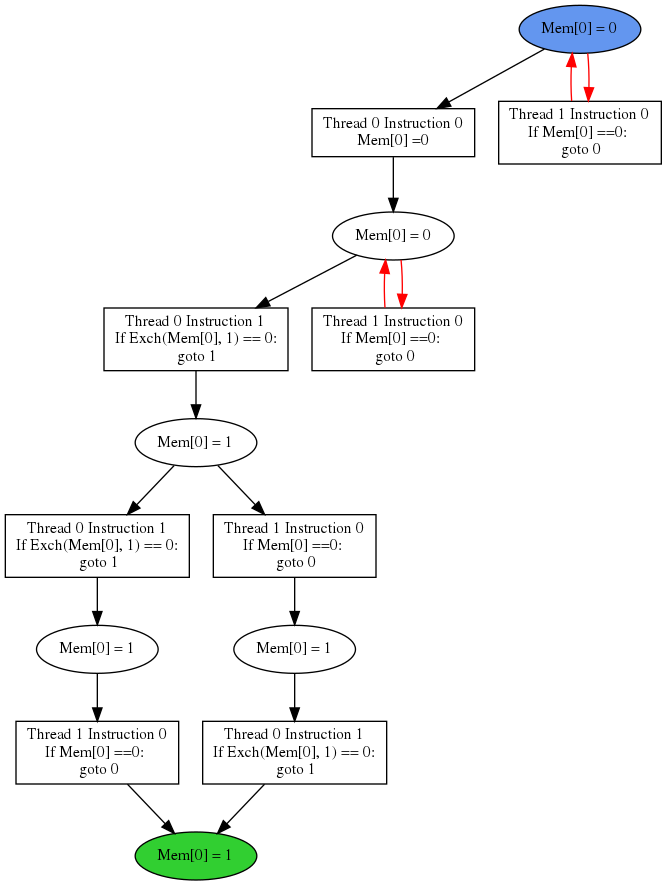 Mem[0] = 0
Thread 0 Instruction 0
Mem[0] =0
Thread 1 Instruction 0
If Mem[0] ==0:
goto 0
Mem[0] = 0
Thread 0 Instruction 1
If Exch(Mem[0], 1) == 0:
goto 1
Thread 1 Instruction 0
If Mem[0] ==0:
goto 0
Mem[0] = 1
Thread 0 Instruction 1
If Exch(Mem[0], 1) == 0:
goto 1
Thread 1 Instruction 0
If Mem[0] ==0:
goto 0
Mem[0] = 1
Mem[0] = 1
Thread 1 Instruction 0
If Mem[0] ==0:
goto 0
Thread 0 Instruction 1
If Exch(Mem[0], 1) == 0:
goto 1
Mem[0] = 1